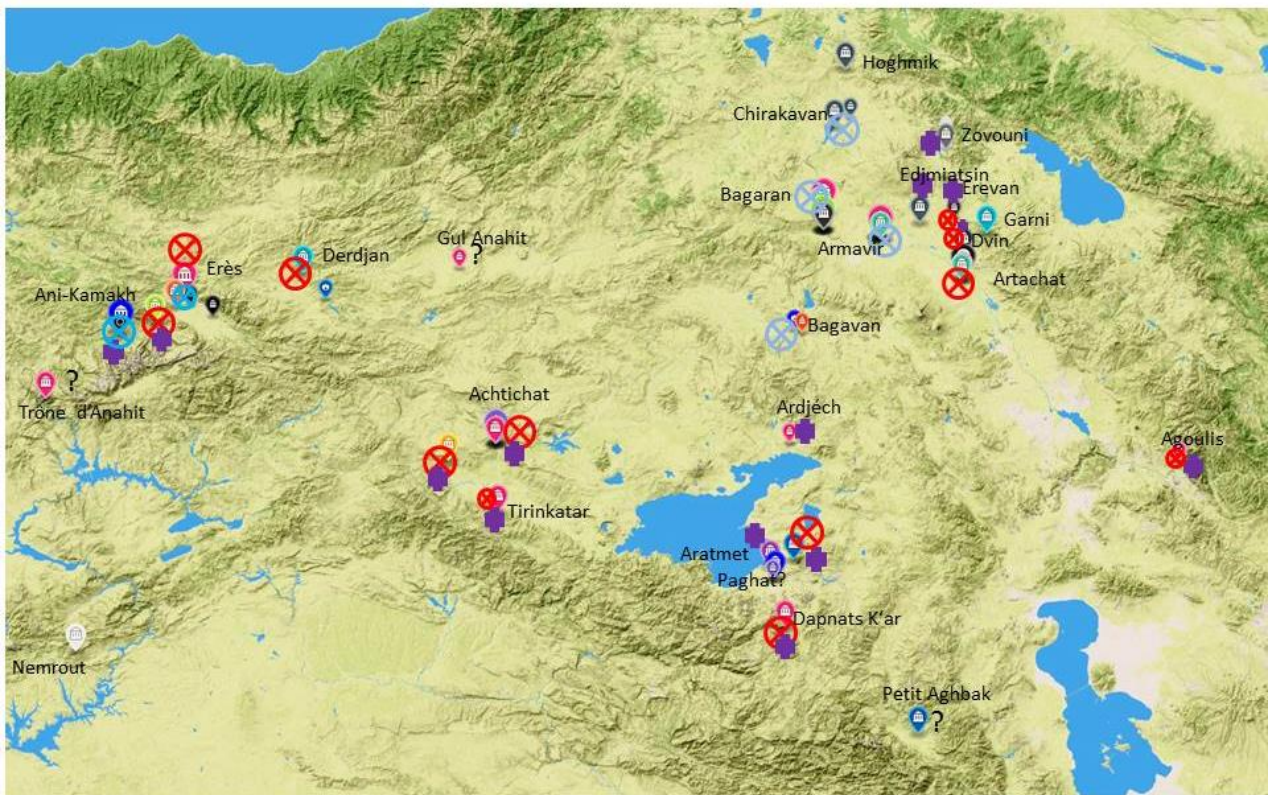 Hoghmik
Chirakavan
Zovouni
Edjmiatsin
Erevan
Bagaran
Garni
Armavir
Dvin
Gul Anahit
?
Derdjan
Erès
Artachat
Ani-Kamakh
Bagavan
?
Trône d'Anahit
Achtichat
Ardjéch
Agoulis
Tirinkatar
Aratmet
Paghat?
Dapnats K'ar
Nemrout
Petit Aghbak
?